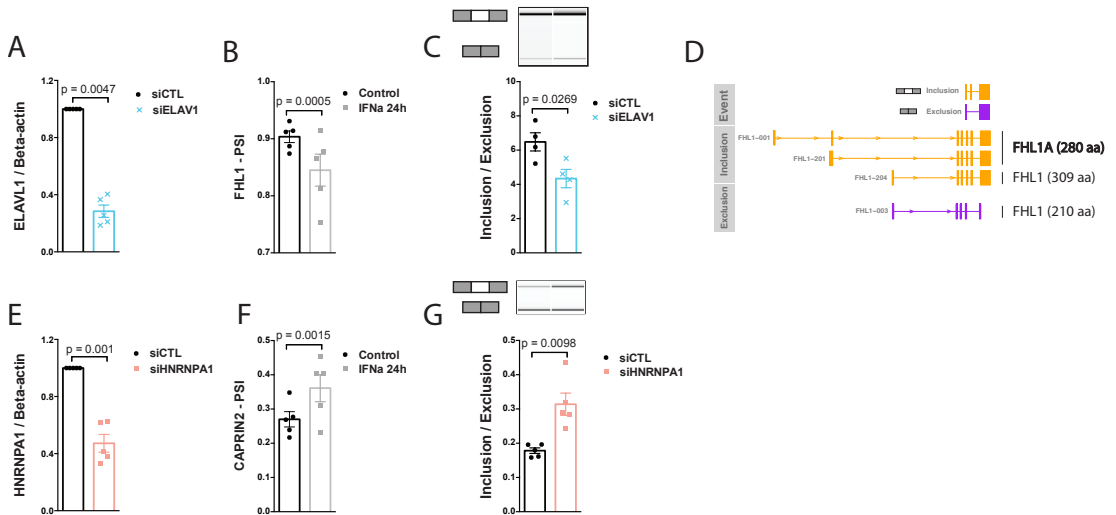 A
ELAVL1 / Beta-actin
1.2
0.8
0.4
0.0
p = 0.0047
siCTL
siELAV1
B
FHL1 - PSI
1.0
0.9
0.8
0.7
p = 0.0005
Control
IFNa 24h
C
Inclusion / Exclusion
10
8
6
4
2
0
p = 0.0269
siCTL
siELAV1
D
Event
Inclusion
Exclusion
Inclusion
FHL1-001
FHL1-201
FHL1A (280 aa)
FHL1-204
FHL1 (309 aa)
Exclusion
FHL1-003
FHL1 (210 aa)
E
HNRNPA1 / Beta-actin
1.2
0.8
0.4
0.0
p = 0.001
siCTL
siHNRNPA1
F
CAPRIN2 - PSI
0.5
0.4
0.3
0.2
0.1
0.0
p = 0.0015
Control
IFNa 24h
G
Inclusion / Exclusion
0.5
0.4
0.3
0.2
0.1
0.0
p = 0.0098
siCTL
siHNRNPA1